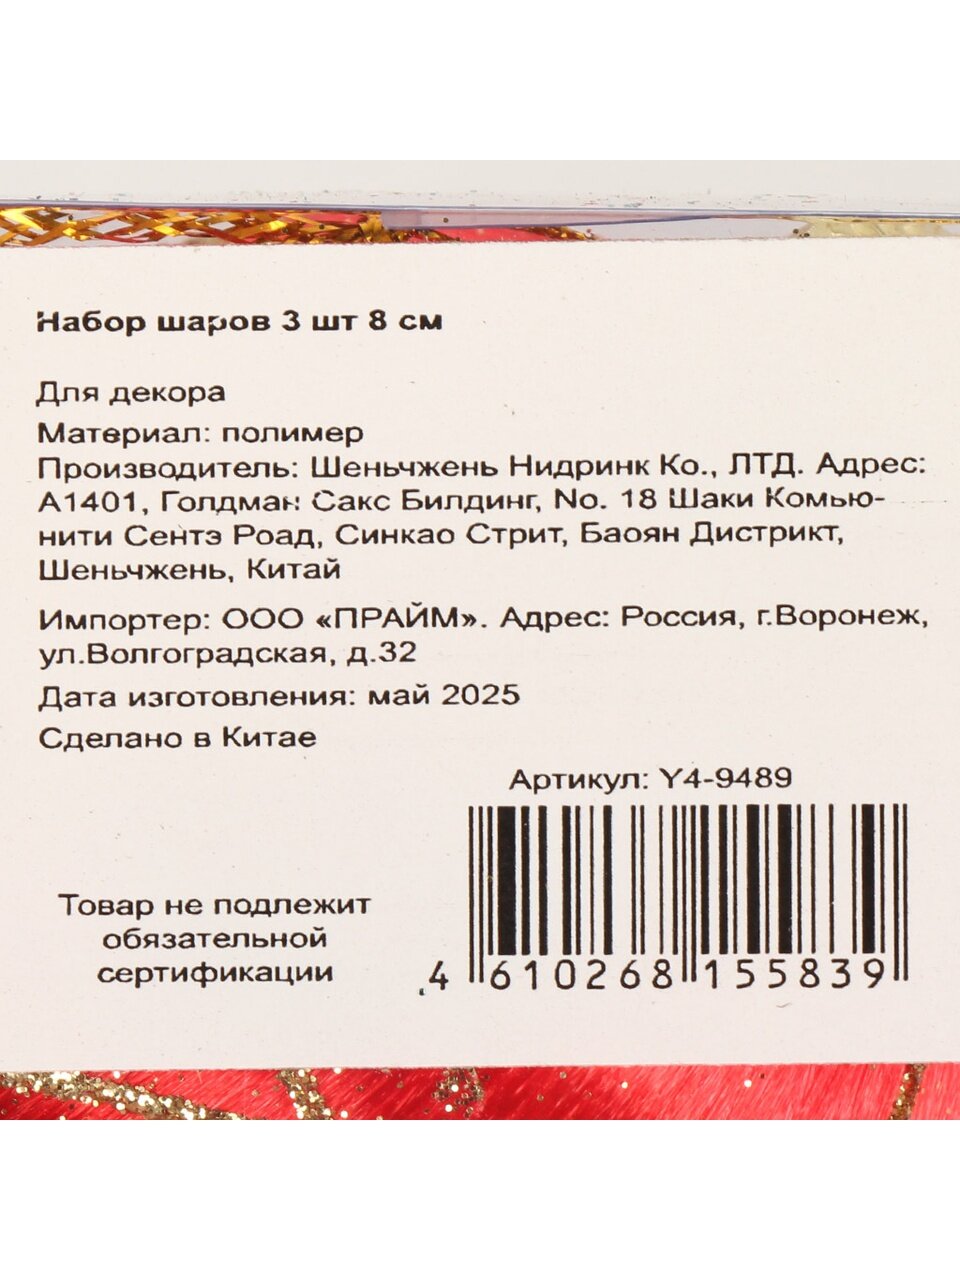 Набор шаров 3 шт 8 см
Для декора
Материал: полимер
Производитель: Шеньчжень Нидринк Ко., ЛТД. Адрес:
А1401, Голдман Сакс Билдинг, No. 18 Шаки Комью-
нити Сентэ Роад, Синкао Стрит, Баоян Дистрикт,
Шеньчжень, Китай
Импортер: ООО «ПРАЙМ». Адрес: Россия, г.Воронеж,
ул.Волгоградская, д.32
Дата изготовления: май 2025
Сделано в Китае
Артикул: Y4-9489
Товар не подлежит
обязательной
сертификации
4 610268 155839